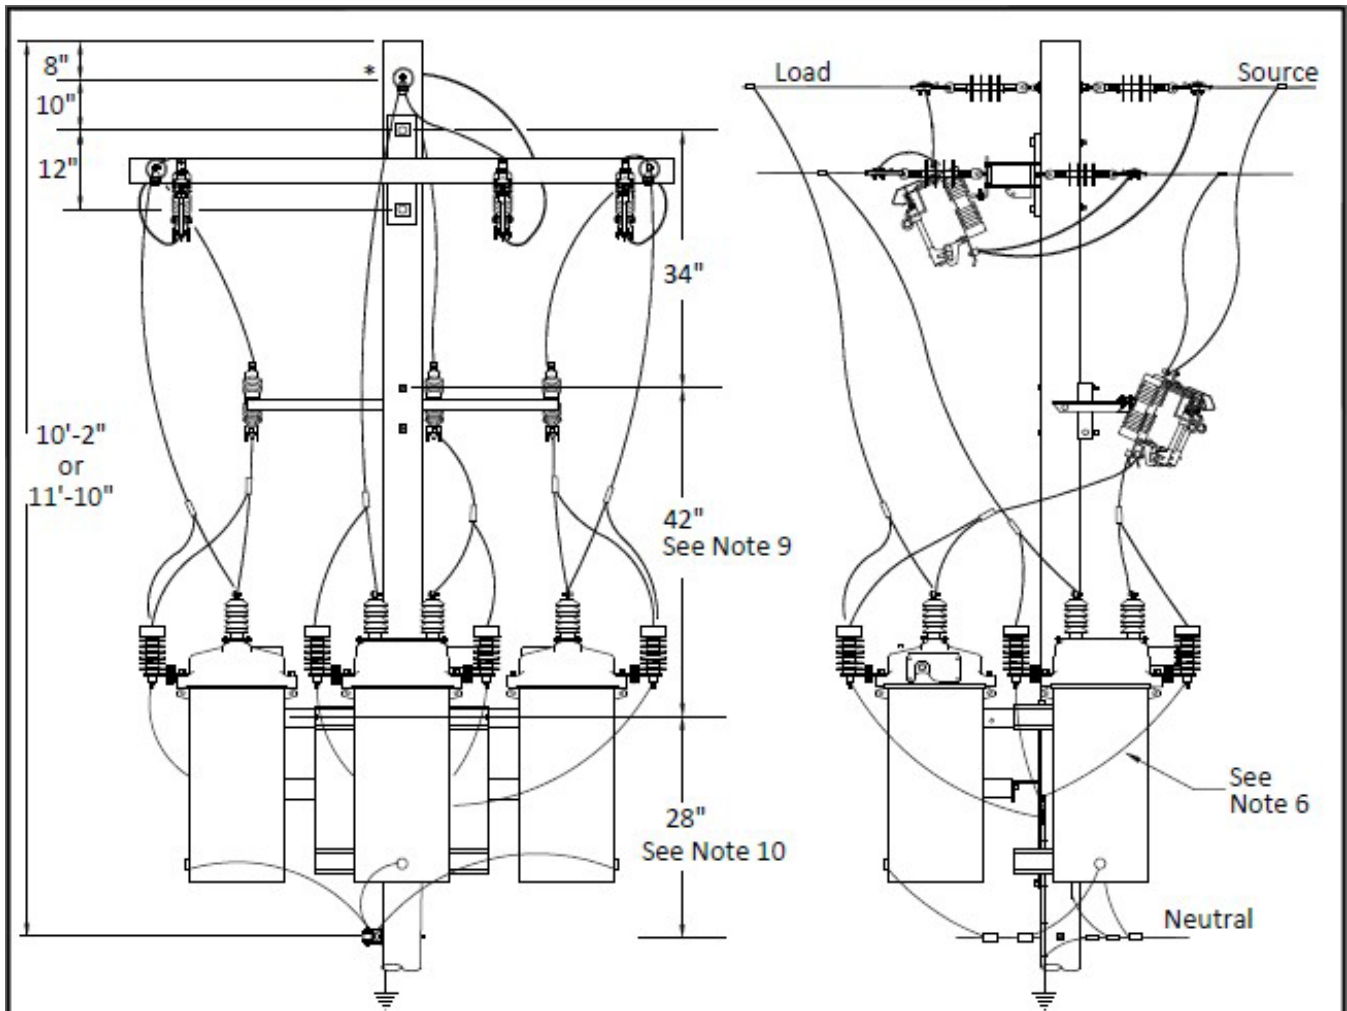 8"
*
10"
12"
34"
10'-2"
or
11'-10"
42"
See Note 9
28"
See Note 10
Load
Source
See
Note 6
Neutral